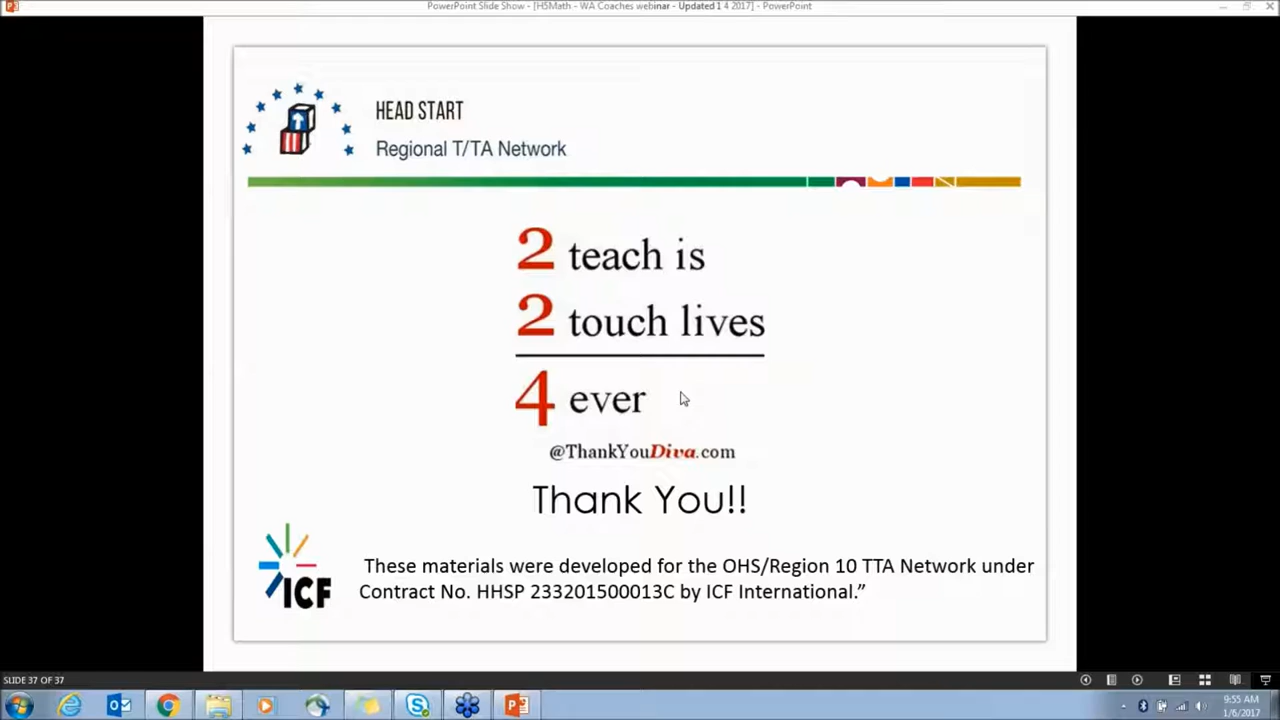 PowerPoint Slide Show - [HSMath - WA Coaches webinar - Updated 1 4 2017] - PowerPoint
HEAD START
Regional T/TA Network
2 teach is
2 touch lives
4 ever
@ThankYouDiva.com
Thank You!!
These materials were developed for the OHS/Region 10 TTA Network under
Contract No. HHSP 233201500013C by ICF International.”
ICF
SLIDE 37 OF 37
9:55 AM
1/6/2017